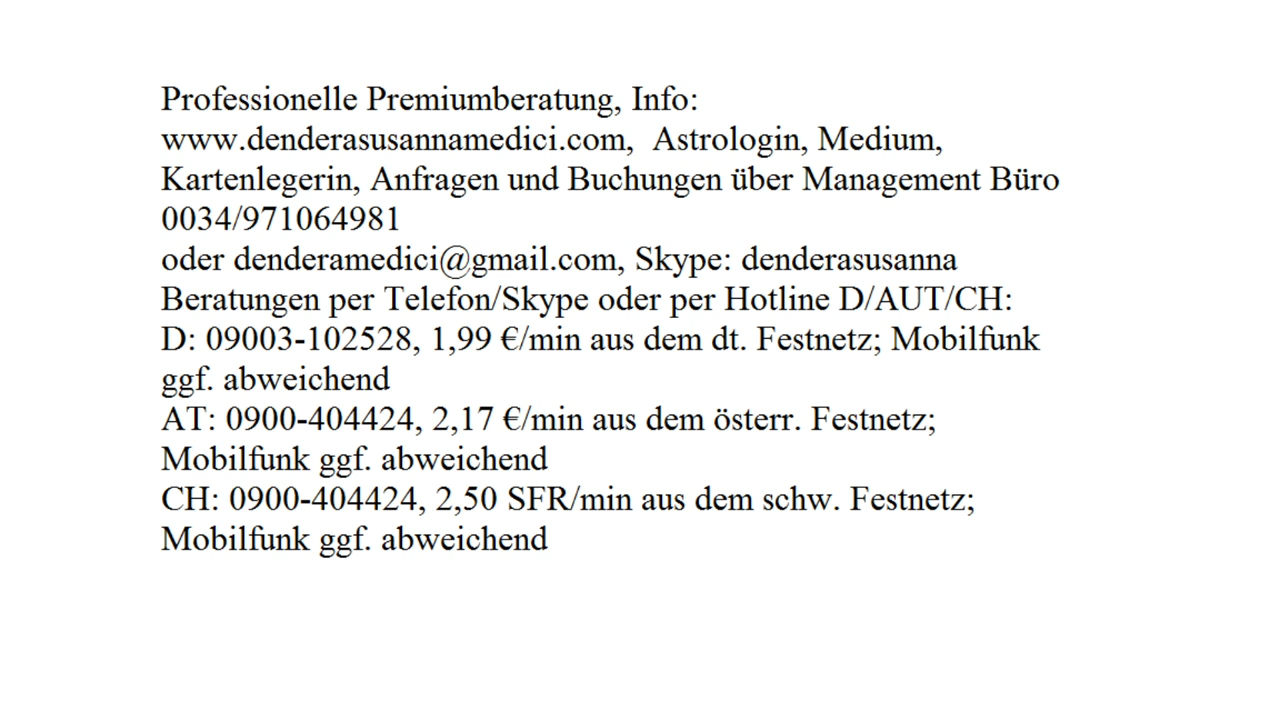 Professionelle Premiumberatung, Info:
www.denderasusannamedici.com,  Astrologin, Medium,
Kartenlegerin, Anfragen und Buchungen über Management Büro
0034/971064981
oder denderamedici@gmail.com, Skype: denderasusanna
Beratungen per Telefon/Skype oder per Hotline D/AUT/CH:
D: 09003-102528, 1,99 €/min aus dem dt. Festnetz; Mobilfunk
ggf. abweichend
AT: 0900-404424, 2,17 €/min aus dem österr. Festnetz;
Mobilfunk ggf. abweichend
CH: 0900-404424, 2,50 SFR/min aus dem schw. Festnetz;
Mobilfunk ggf. abweichend